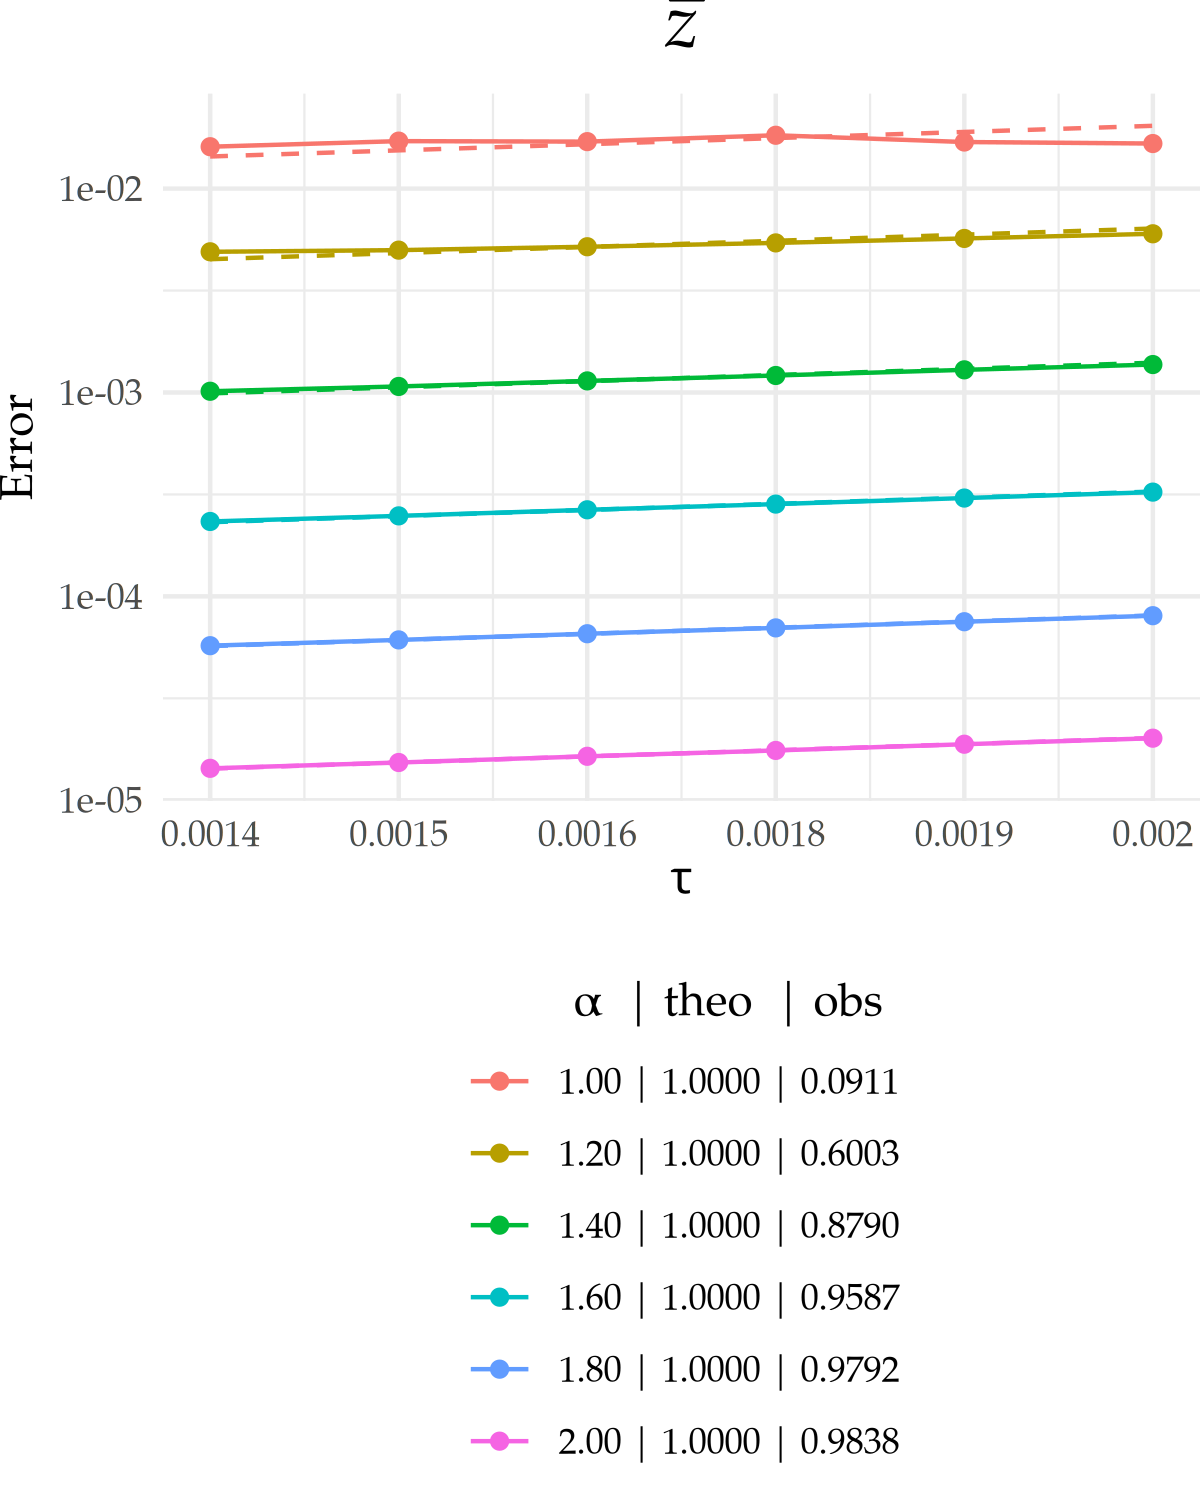 z̅
Error
1e-02
1e-03
1e-04
1e-05
0.0014 0.0015 0.0016 0.0018 0.0019 0.002
τ
α | theo | obs
1.00 | 1.0000 | 0.0911
1.20 | 1.0000 | 0.6003
1.40 | 1.0000 | 0.8790
1.60 | 1.0000 | 0.9587
1.80 | 1.0000 | 0.9792
2.00 | 1.0000 | 0.9838